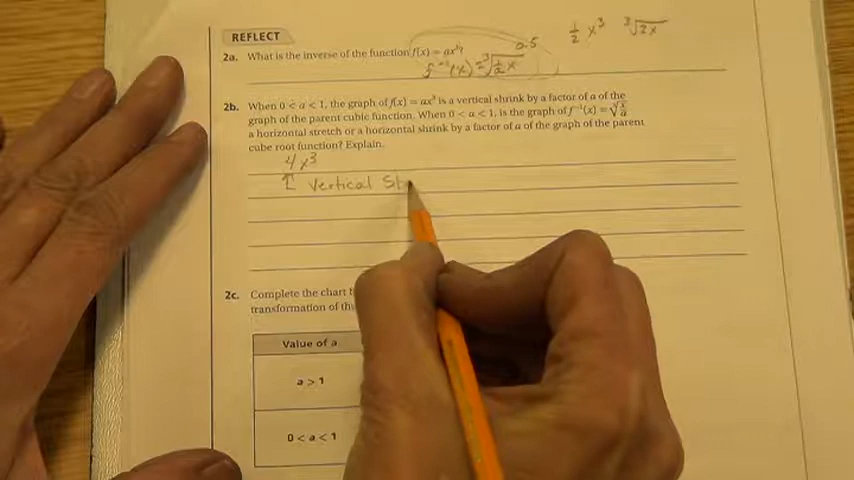 REFLECT
0.5 1/2 x³ ³√2x
2a. What is the inverse of the function f(x) = ax³?
f⁻¹(x) = ³√(1/a x)
2b. When 0 < a < 1, the graph of f(x) = ax³ is a vertical shrink by a factor of a of the
graph of the parent cubic function. When 0 < a < 1, is the graph of f⁻¹(x) = ³√(x/a)
a horizontal stretch or a horizontal shrink by a factor of a of the graph of the parent
cube root function? Explain.
4x³
↑ Vertical St
2c. Complete the chart
transformation of
Value of a
a > 1
0 < a < 1